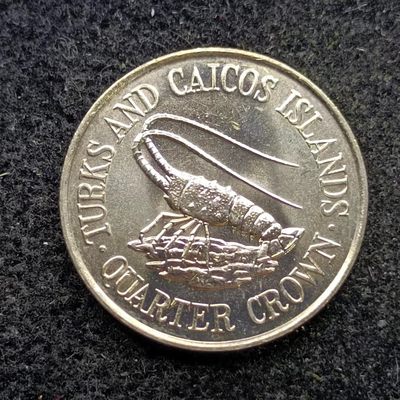 · TURKS AND CAICOS ISLANDS ·
QUARTER CROWN